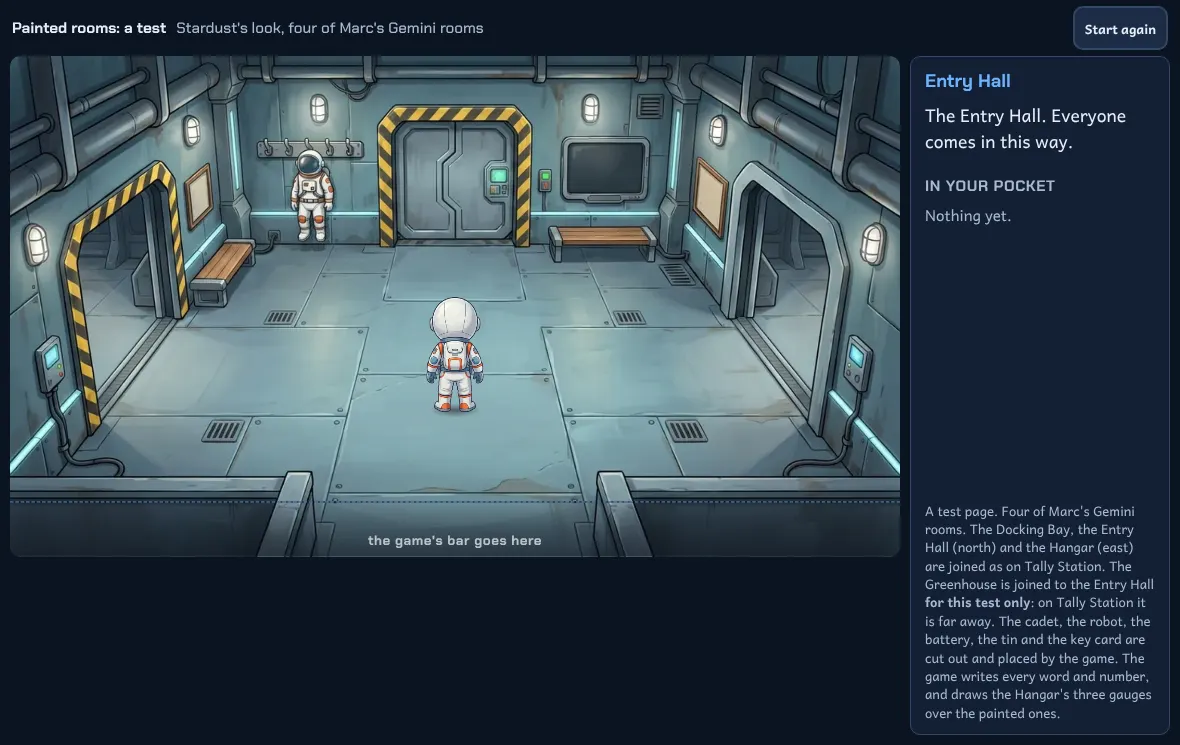 Painted rooms: a test Stardust's look, four of Marc's Gemini rooms
Start again
the game's bar goes here
Entry Hall
The Entry Hall. Everyone
comes in this way.
IN YOUR POCKET
Nothing yet.
A test page. Four of Marc's Gemini
rooms. The Docking Bay, the Entry
Hall (north) and the Hangar (east)
are joined as on Tally Station. The
Greenhouse is joined to the Entry Hall
for this test only: on Tally Station it
is far away. The cadet, the robot, the
battery, the tin and the key card are
cut out and placed by the game. The
game writes every word and number,
and draws the Hangar's three gauges
over the painted ones.